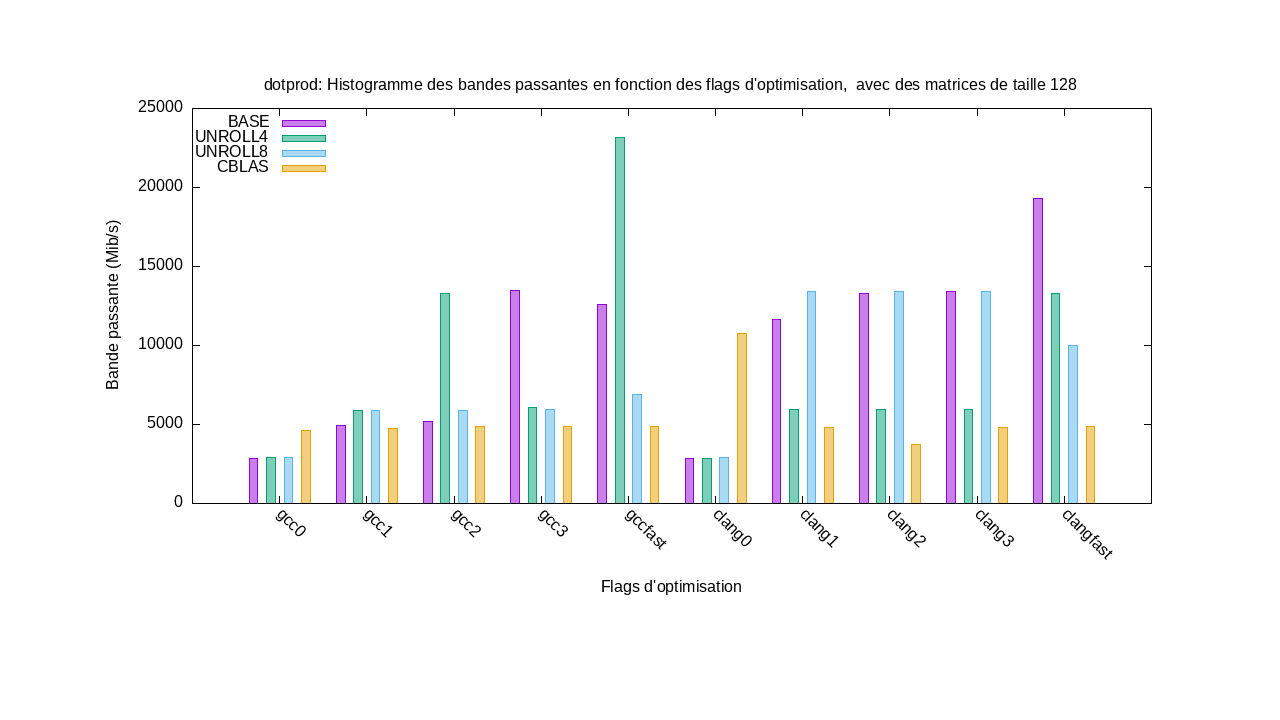 dotprod: Histogramme des bandes passantes en fonction des flags d'optimisation,  avec des matrices de taille 128
25000
20000
15000
10000
5000
0
Bande passante (Mib/s)
BASE
UNROLL4
UNROLL8
CBLAS
gcc0
gcc1
gcc2
gcc3
gccfast
clang0
clang1
clang2
clang3
clangfast
Flags d'optimisation